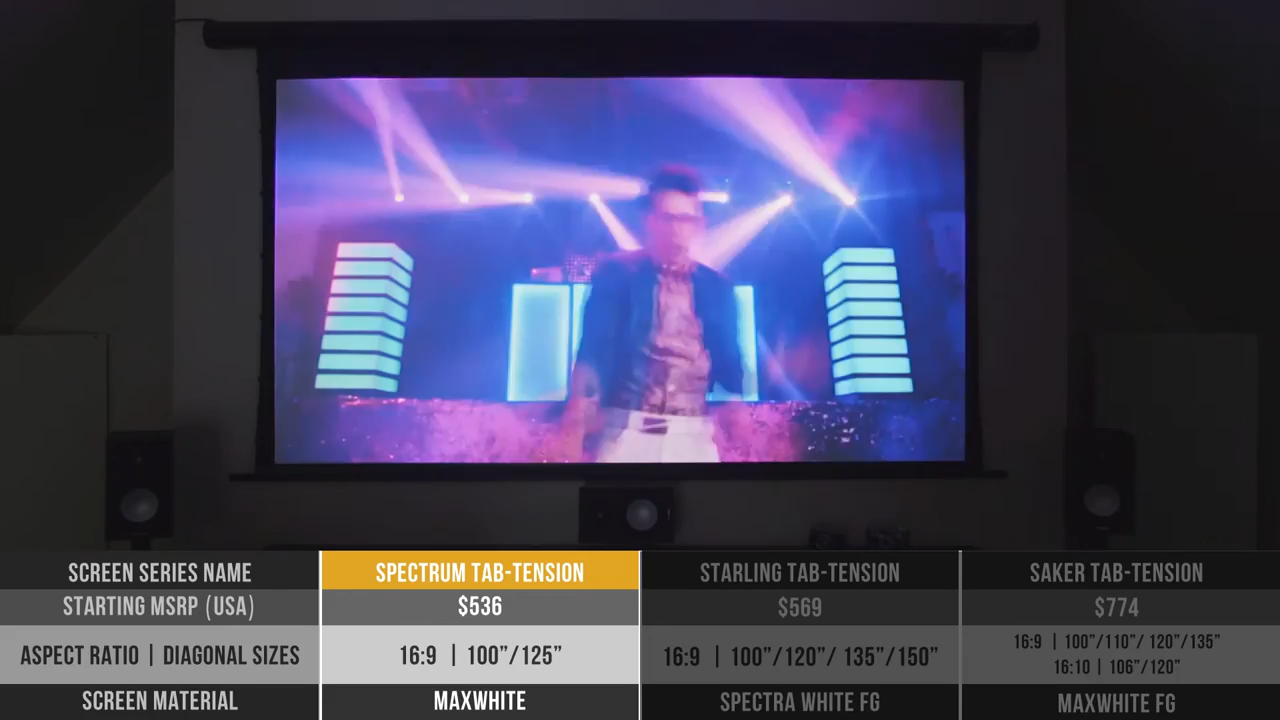 SCREEN SERIES NAME
SPECTRUM TAB-TENSION
STARLING TAB-TENSION
SAKER TAB-TENSION
STARTING MSRP (USA)
$536
$569
$774
ASPECT RATIO | DIAGONAL SIZES
16:9 | 100”/125”
16:9 | 100”/120”/ 135”/150”
16:9 | 100”/110”/ 120”/135”
16:10 | 106”/120”
SCREEN MATERIAL
MAXWHITE
SPECTRA WHITE FG
MAXWHITE FG